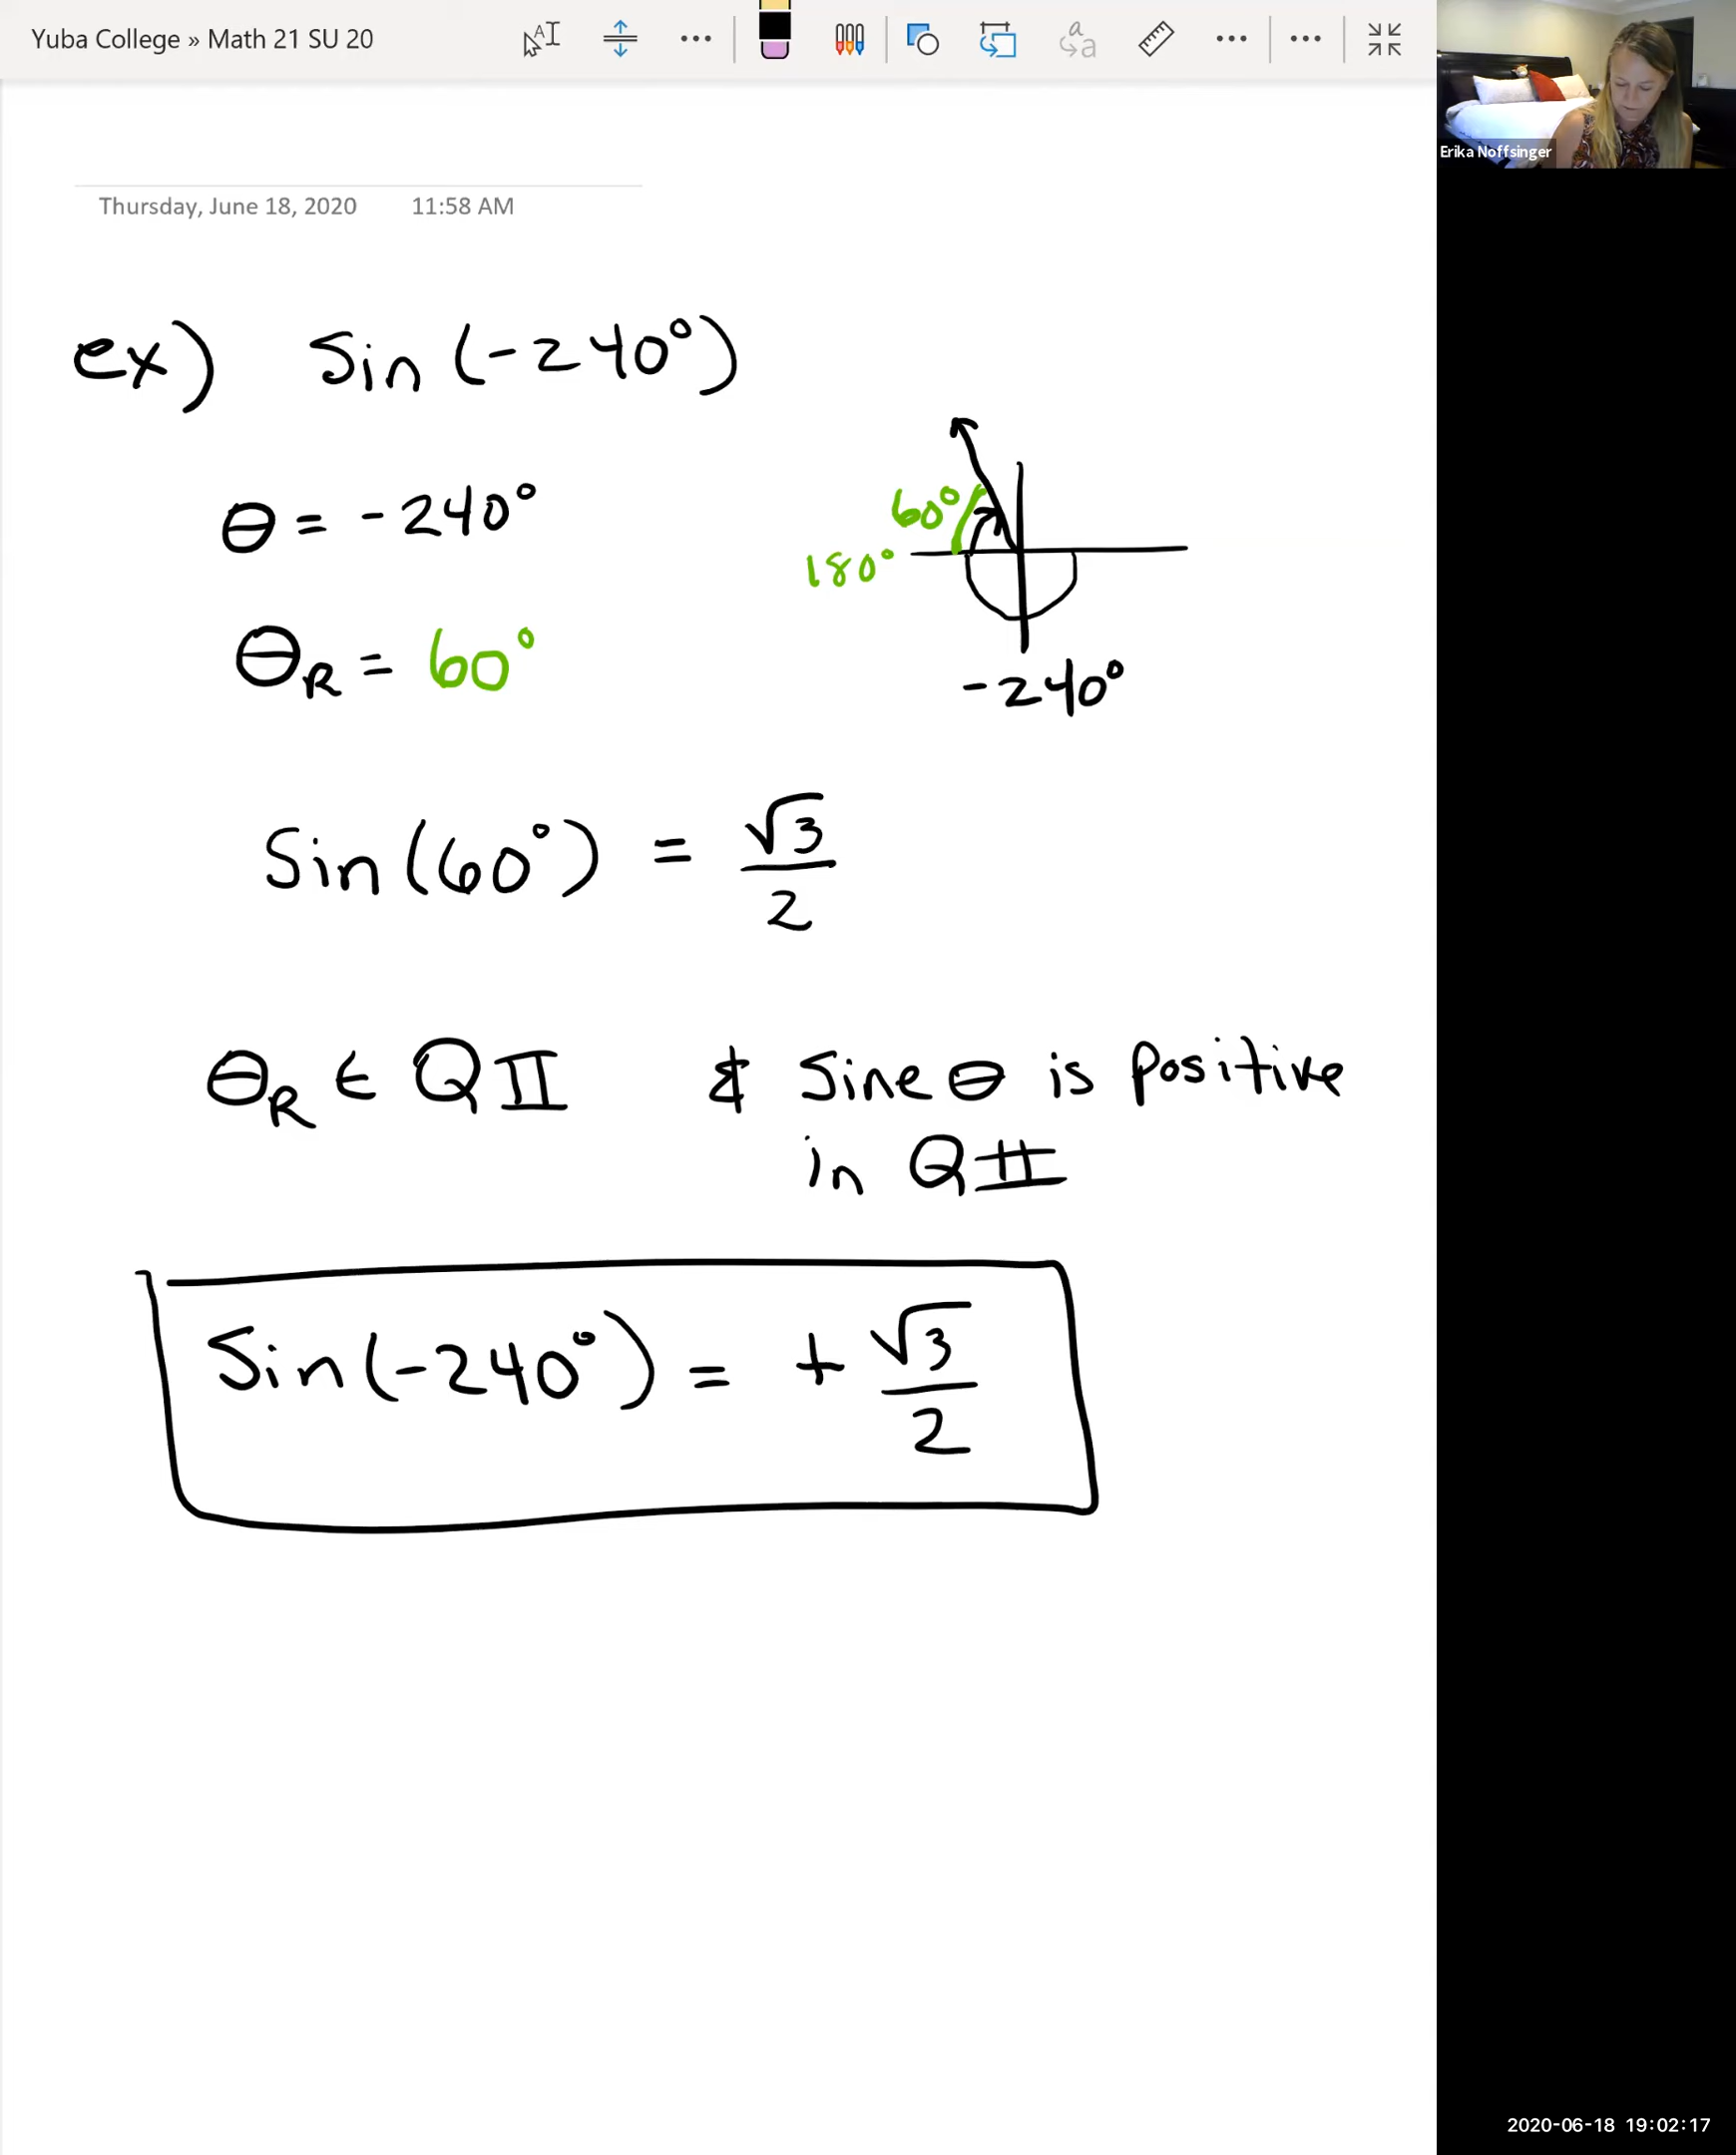 Yuba College » Math 21 SU 20
Erika Noffsinger
Thursday, June 18, 2020 11:58 AM
ex) Sin (-240°)
θ = -240°
60°
180°
θR = 60°
-240°
Sin (60°) = √3/2
θR ∈ Q II & Sine θ is positive
in Q II
Sin(-240°) = + √3/2
2020-06-18 19:02:17